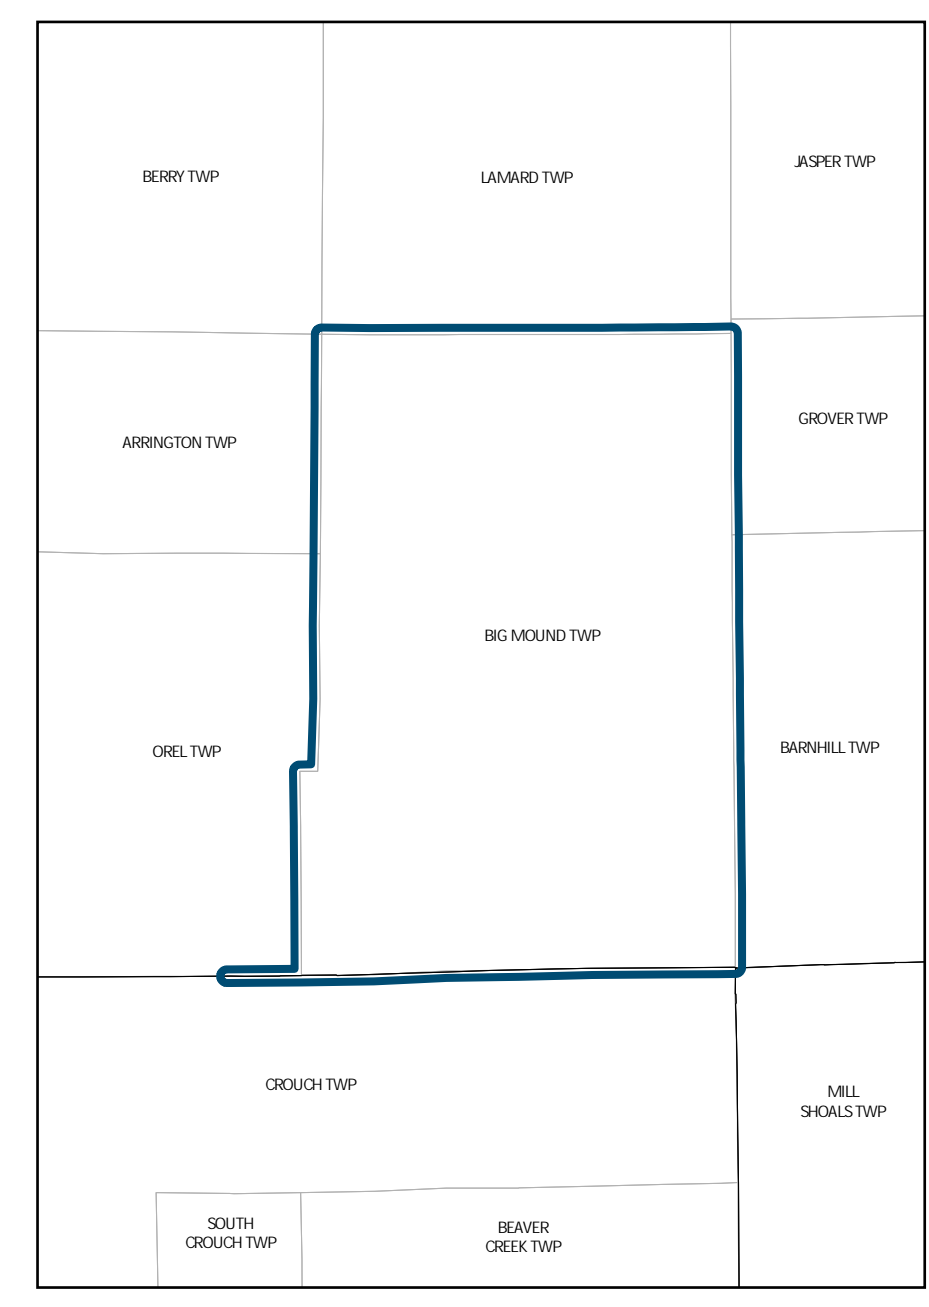 JASPER TWP
BERRY TWP
LAMARD TWP
GROVER TWP
ARRINGTON TWP
BIG MOUND TWP
BARNHILL TWP
OREL TWP
CROUCH TWP
MILL
SHOALS TWP
SOUTH
CROUCH TWP
BEAVER
CREEK TWP